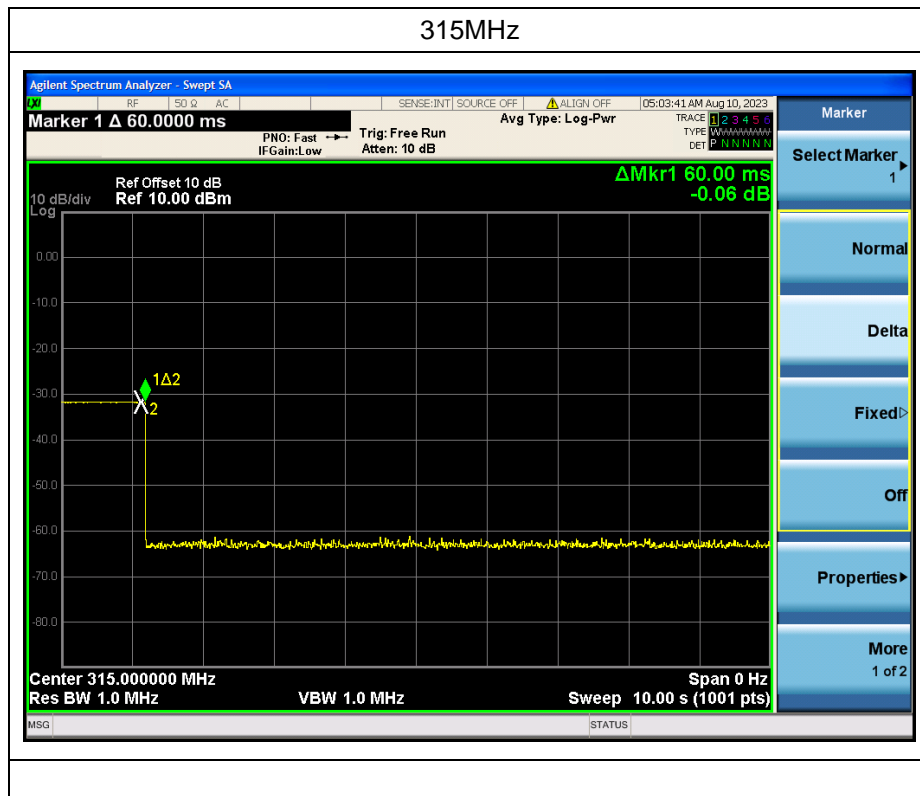 315MHz
Agilent Spectrum Analyzer - Swept SA
LXI RF 50 Ω AC SENSE:INT SOURCE OFF ALIGN OFF 05:03:41 AM Aug 10, 2023
Marker 1 Δ 60.0000 ms
PNO: Fast
IFGain:Low
Trig: Free Run
Atten: 10 dB
Avg Type: Log-Pwr
TRACE 1 2 3 4 5 6
TYPE
DET P N N N N N
Ref Offset 10 dB
10 dB/div Ref 10.00 dBm
Log
ΔMkr1 60.00 ms
-0.06 dB
0.00
-10.0
-20.0
-30.0
-40.0
-50.0
-60.0
-70.0
-80.0
1Δ2
2
Center 315.000000 MHz Span 0 Hz
Res BW 1.0 MHz VBW 1.0 MHz Sweep 10.00 s (1001 pts)
MSG STATUS
Marker
Select Marker
1
Normal
Delta
Fixed
Off
Properties
More
1 of 2